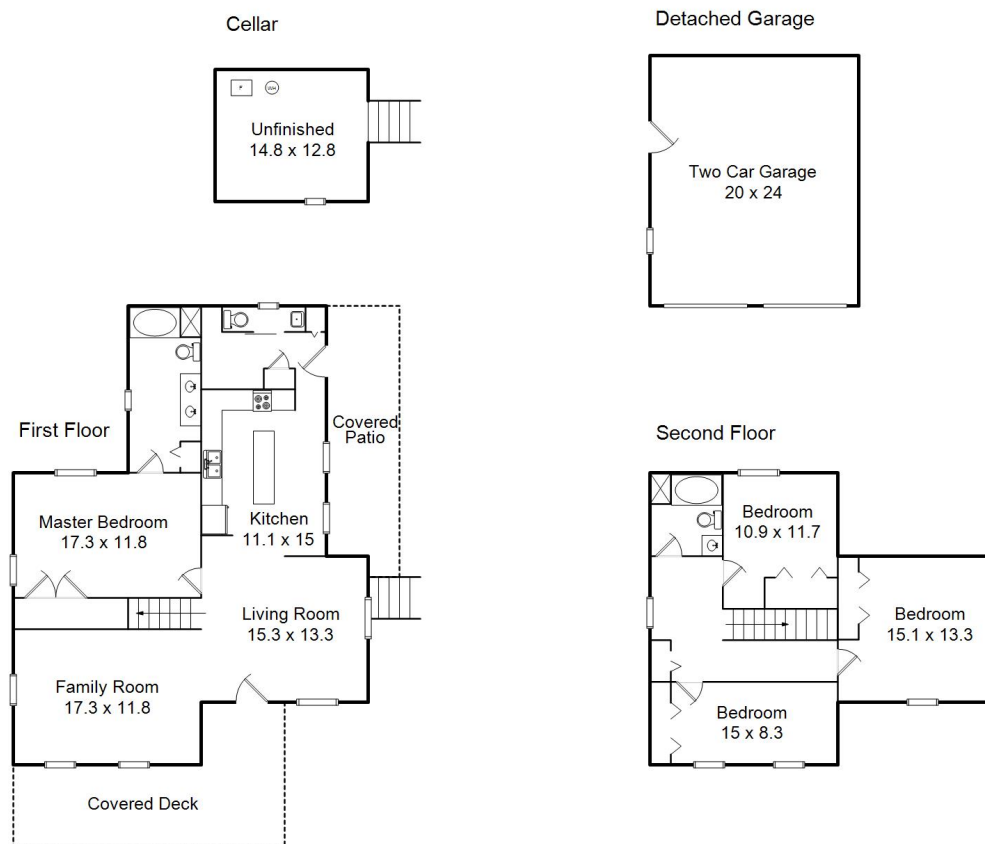 Cellar
Detached Garage
Unfinished
14.8 x 12.8
Two Car Garage
20 x 24
First Floor
Covered
Patio
Master Bedroom
17.3 x 11.8
Kitchen
11.1 x 15
Living Room
15.3 x 13.3
Family Room
17.3 x 11.8
Covered Deck
Second Floor
Bedroom
10.9 x 11.7
Bedroom
15.1 x 13.3
Bedroom
15 x 8.3